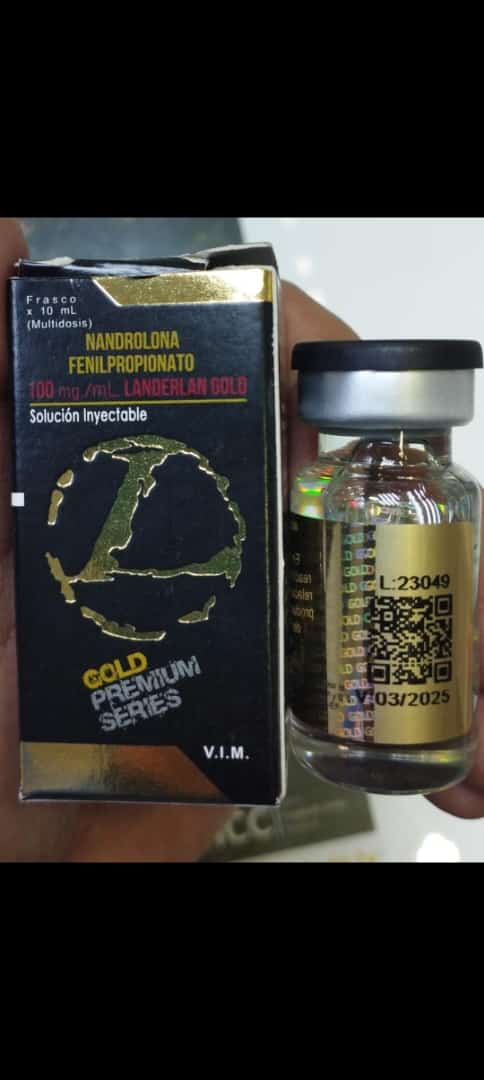 Frasco
x 10 mL
(Multidosis)
NANDROLONA
FENILPROPIONATO
100 mg./mL. LANDERLAN GOLD
Solución Inyectable
GOLD
PREMIUM
SERIES
V.I.M.
L:23049
03/2025